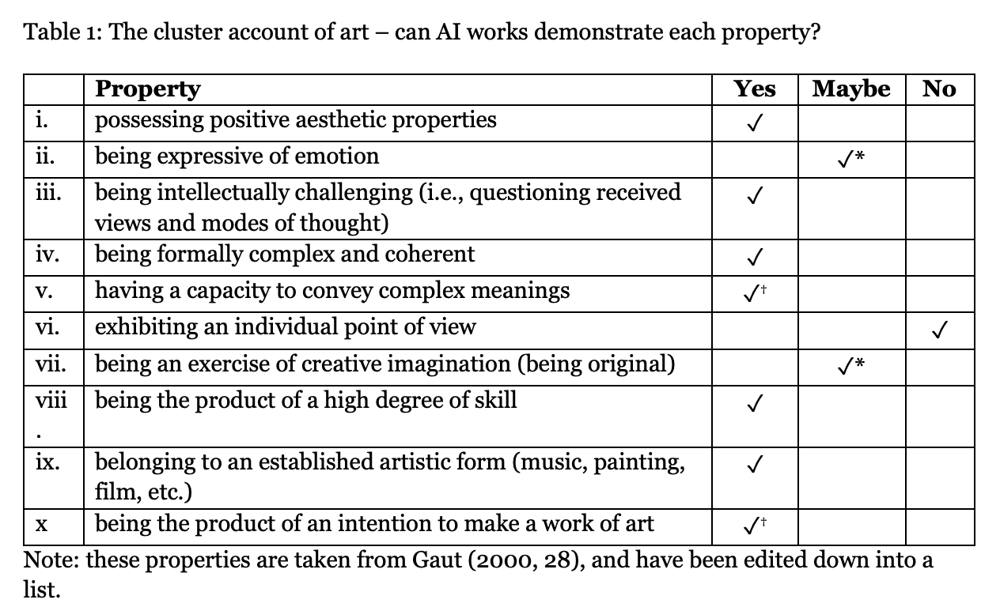 Table 1: The cluster account of art – can AI works demonstrate each property?
Property Yes Maybe No
i. possessing positive aesthetic properties ✓
ii. being expressive of emotion ✓*
iii. being intellectually challenging (i.e., questioning received ✓
views and modes of thought)
iv. being formally complex and coherent ✓
v. having a capacity to convey complex meanings ✓†
vi. exhibiting an individual point of view ✓
vii. being an exercise of creative imagination (being original) ✓*
viii being the product of a high degree of skill ✓
.
ix. belonging to an established artistic form (music, painting, ✓
film, etc.)
x being the product of an intention to make a work of art ✓†
Note: these properties are taken from Gaut (2000, 28), and have been edited down into a
list.